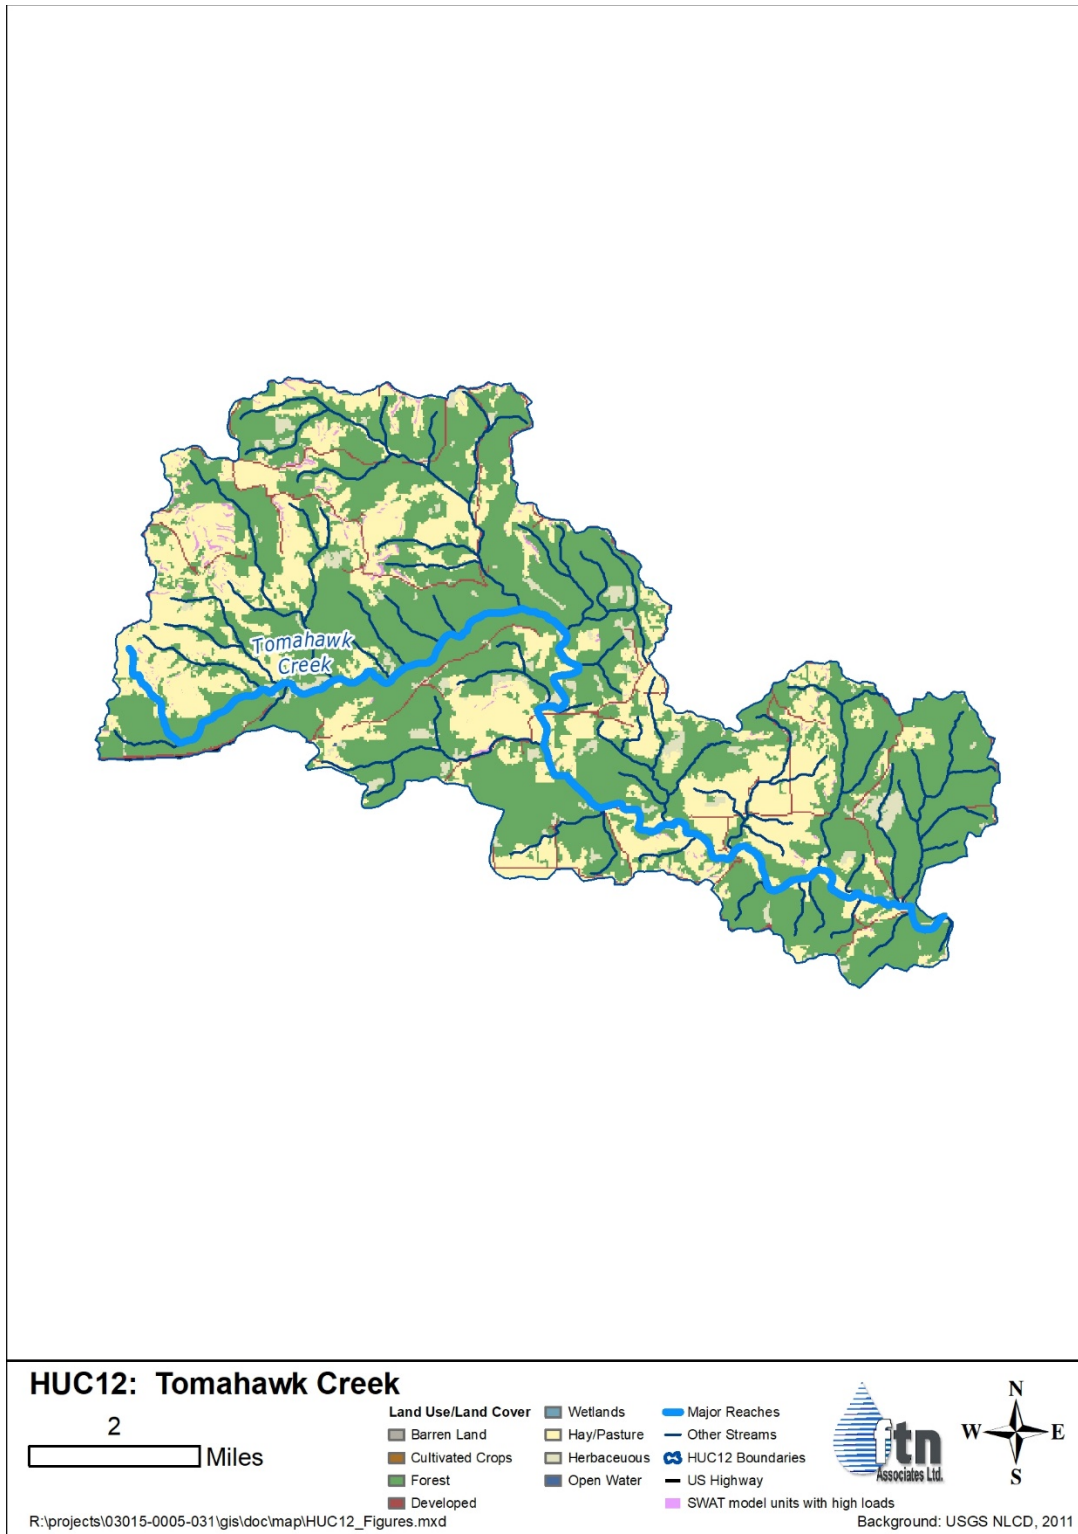 Tomahawk
Creek
HUC12: Tomahawk Creek
2
Miles
Land Use/Land Cover
Barren Land
Cultivated Crops
Forest
Developed
Wetlands
Hay/Pasture
Herbaceuous
Open Water
Major Reaches
Other Streams
HUC12 Boundaries
US Highway
SWAT model units with high loads
ftn
Associates Ltd.
N
W E
S
R:\projects\03015-0005-031\gis\doc\map\HUC12_Figures.mxd
Background: USGS NLCD, 2011